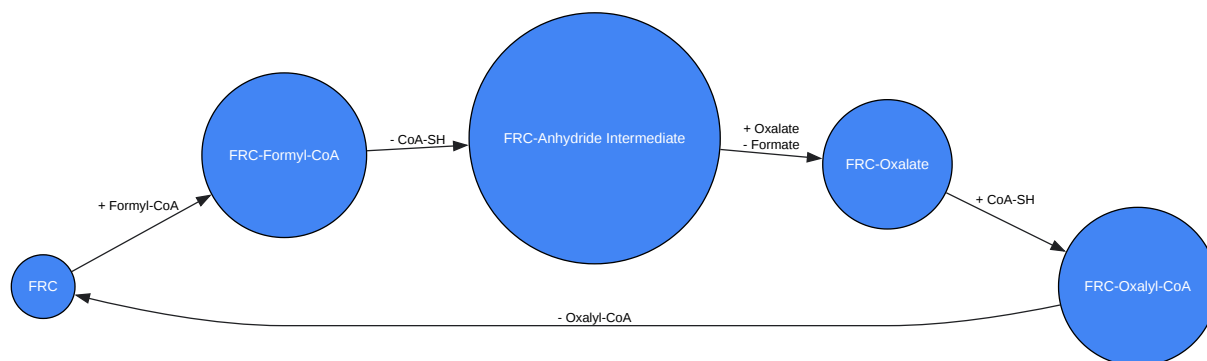 FRC
+ Formyl-CoA
FRC-Formyl-CoA
- CoA-SH
FRC-Anhydride Intermediate
+ Oxalate
- Formate
FRC-Oxalate
+ CoA-SH
FRC-Oxalyl-CoA
- Oxalyl-CoA